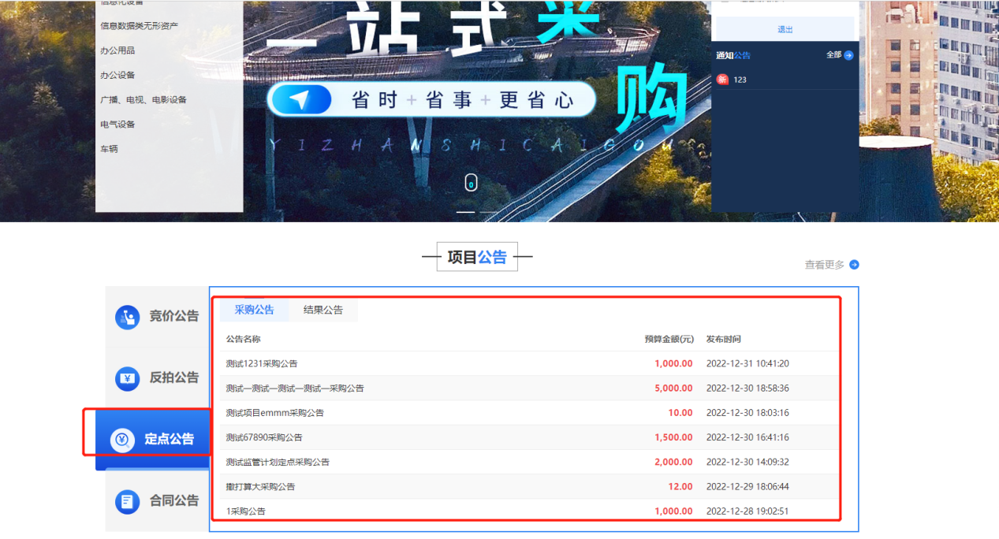 信息化设备
信息数据类无形资产
办公用品
办公设备
广播、电视、电影设备
电气设备
车辆
一站式采购
省时+省事+更省心
YIZHANSHICAIGOU
退出
通知公告
全部
新 123
项目公告
查看更多
竞价公告
反拍公告
定点公告
合同公告
采购公告 结果公告
公告名称 预算金额(元) 发布时间
测试1231采购公告 1,000.00 2022-12-31 10:41:20
测试一测试一测试一测试一采购公告 5,000.00 2022-12-30 18:58:36
测试项目emmm采购公告 10.00 2022-12-30 18:03:16
测试67890采购公告 1,500.00 2022-12-30 16:41:16
测试监管计划定点采购公告 2,000.00 2022-12-30 14:09:32
撒打算大采购公告 12.00 2022-12-29 18:06:44
1采购公告 1,000.00 2022-12-28 19:02:51